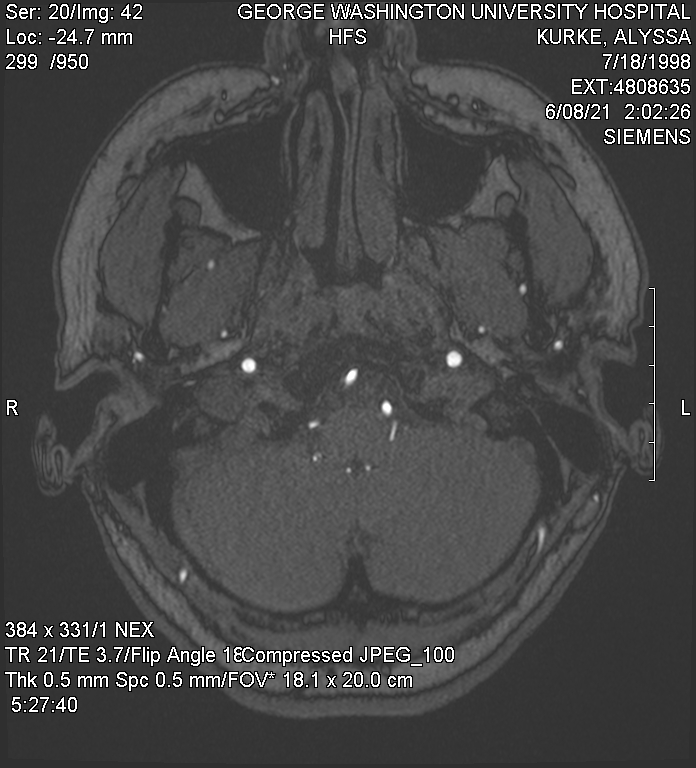 Ser: 20/Img: 42
Loc: -24.7 mm
299 /950
HFS
GEORGE WASHINGTON UNIVERSITY HOSPITAL
KURKE, ALYSSA
7/18/1998
EXT:4808635
6/08/21 2:02:26
SIEMENS
R
L
384 x 331/1 NEX
TR 21/TE 3.7/Flip Angle 18Compressed JPEG_100
Thk 0.5 mm Spc 0.5 mm/FOV* 18.1 x 20.0 cm
5:27:40